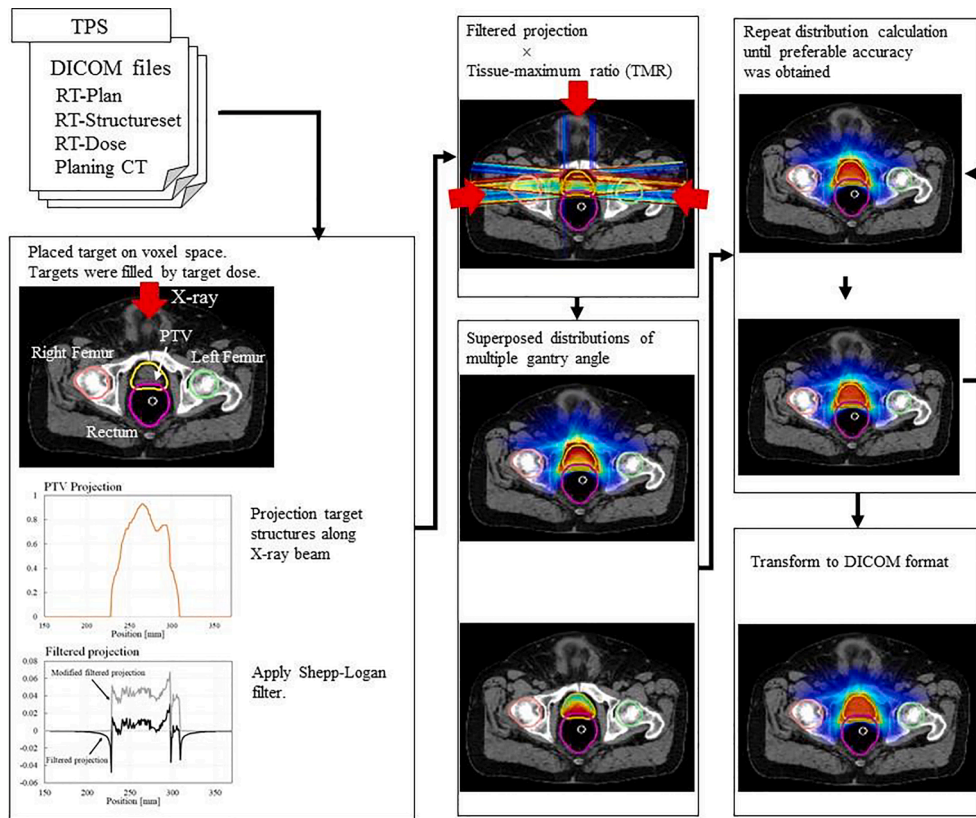 TPS
DICOM files
RT-Plan
RT-Structureset
RT-Dose
Planing CT
Placed target on voxel space.
Targets were filled by target dose.
X-ray
PTV
Right Femur
Left Femur
Rectum
PTV Projection
1
0.8
0.6
0.4
0.2
0
150
200
250
300
350
Position [mm]
Projection target
structures along
X-ray beam
Filtered projection
0.08
0.06
0.04
0.02
0
-0.02
-0.04
-0.06
Modified filtered projection
Filtered projection
150
200
250
300
350
Position [mm]
Apply Shepp-Logan
filter.
Filtered projection
×
Tissue-maximum ratio (TMR)
Superposed distributions of
multiple gantry angle
Repeat distribution calculation
until preferable accuracy
was obtained
Transform to DICOM format